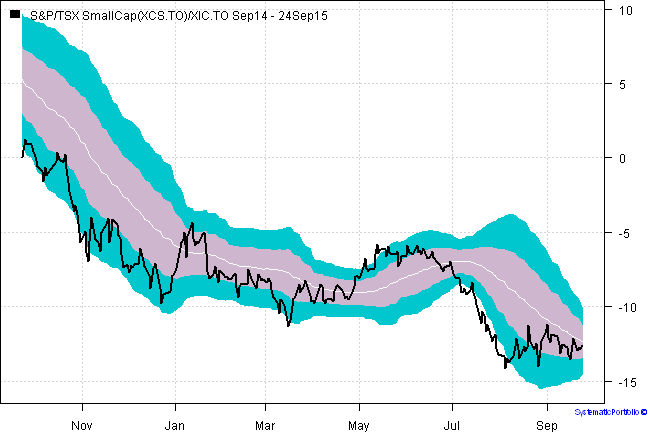 S&P/TSX SmallCap(XCS.TO)/XIC.TO Sep14 - 24Sep15
10
5
0
-5
-10
-15
Nov Jan Mar May Jul Sep
SystematicPortfolio ©